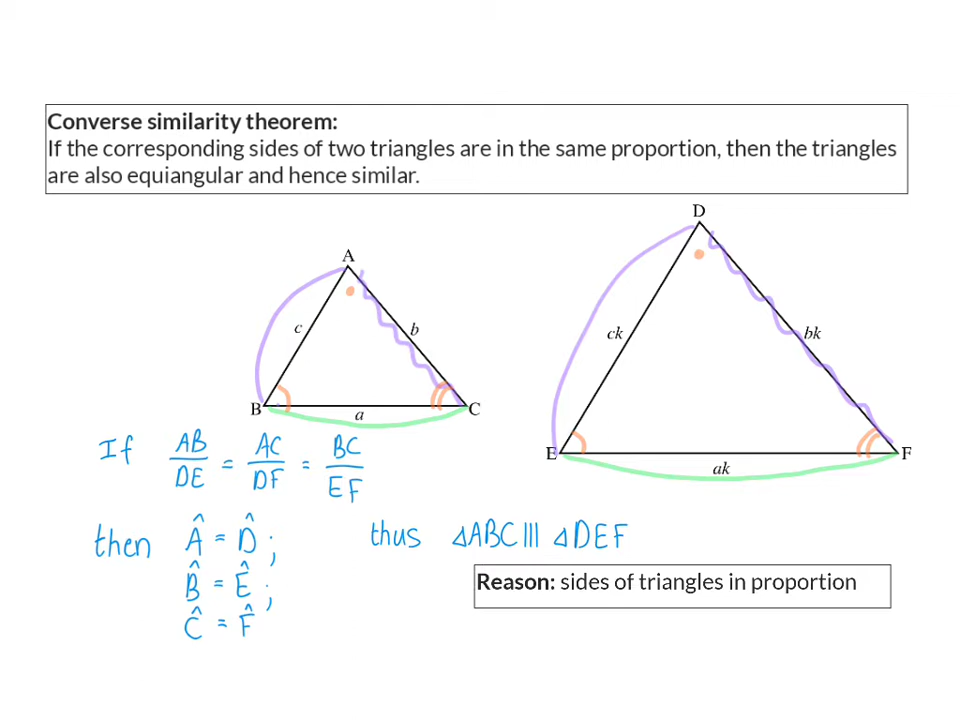 Converse similarity theorem:
If the corresponding sides of two triangles are in the same proportion, then the triangles
are also equiangular and hence similar.
D
A
c
b
ck
bk
B
a
C
E
ak
F
If AB/DE = AC/DF = BC/EF
then Â = D̂ ;
thus △ABC ||| △DEF
B̂ = Ê ;
Reason: sides of triangles in proportion
Ĉ = F̂